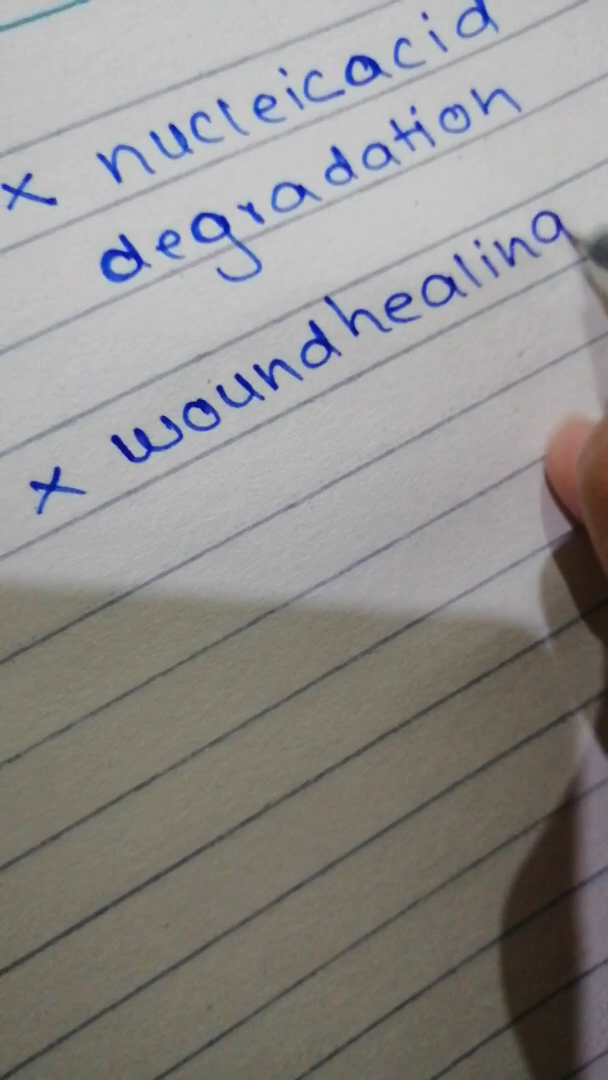 x nucleicacid
degradation
x woundhealing